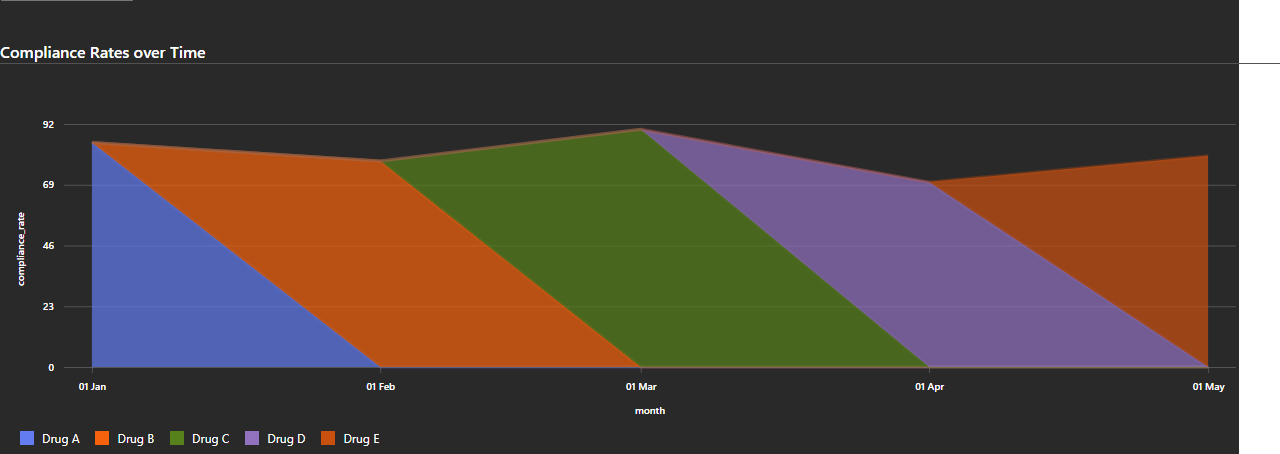 Compliance Rates over Time
92
69
46
23
0
compliance_rate
01 Jan 01 Feb 01 Mar 01 Apr 01 May
month
Drug A Drug B Drug C Drug D Drug E